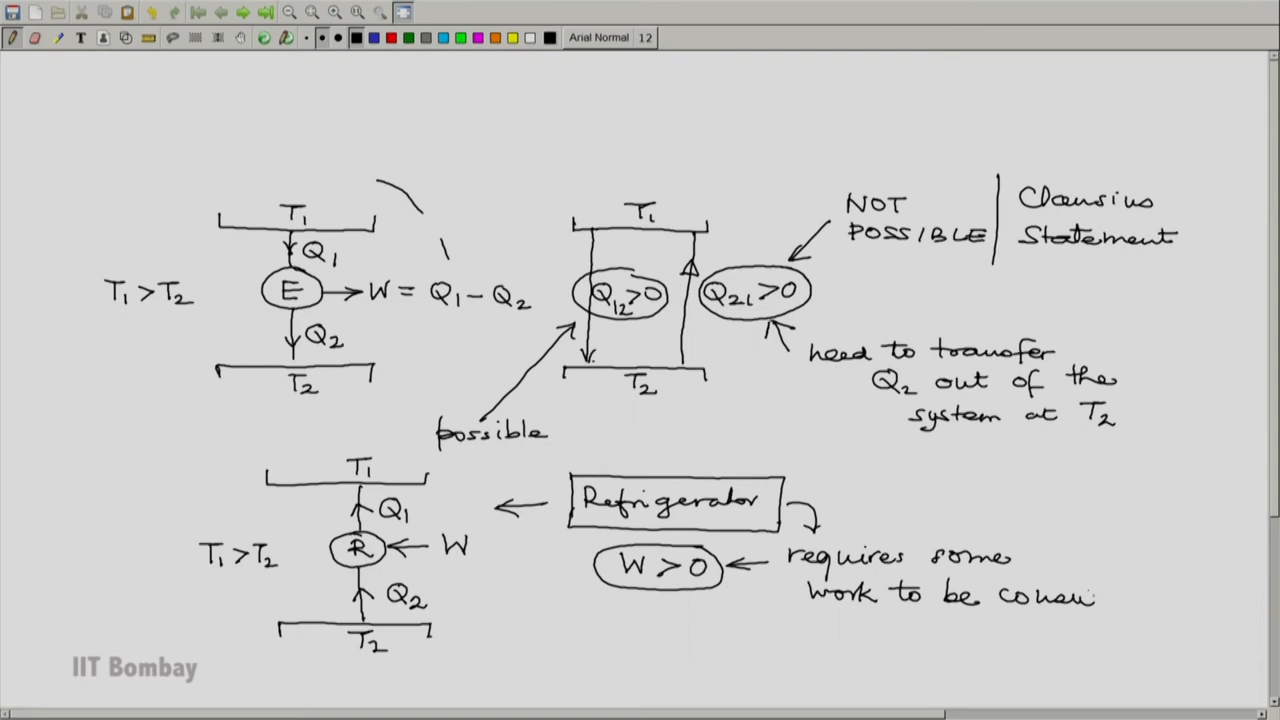 Arial Normal 12
T₁
Q₁
T₁ > T₂
E
W = Q₁ - Q₂
Q₂
T₂
T₁
Q₁₂ > 0
Q₂₁ > 0
T₂
possible
NOT
POSSIBLE
Clausius
Statement
need to transfer
Q₂ out of the
system at T₂
T₁
Q₁
T₁ > T₂
R
W
Q₂
T₂
Refrigerator
W > 0
requires some
work to be
IIT Bombay